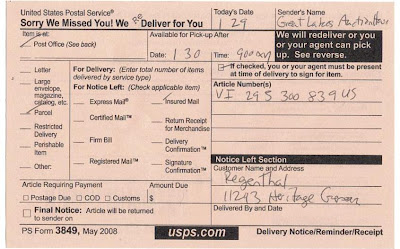 United States Postal Service®
Sorry We Missed You! We Deliver for You
Today's Date
1 29
Sender's Name
Great Lakes
Item is at:
Post Office (See back)
Available for Pick-up After
Date: 1.30 Time: 900
We will redeliver or you or your agent can pick up. See reverse.
Letter
Large envelope, magazine, catalog, etc.
Parcel
Restricted Delivery
Perishable Item
Other:
For Delivery: (Enter total number of items delivered by service type)
For Notice Left: (Check applicable item)
Express Mail®
Certified Mail™
Firm Bill
Registered Mail™
Insured Mail
Return Receipt for Merchandise
Delivery Confirmation™
Signature Confirmation™
If checked, you or your agent must be present at time of delivery to sign for item.
Article Number(s)
VI 295 300 839 US
Notice Left Section
Customer Name and Address
Regenthal
11243 Heritage Green
Article Requiring Payment
Postage Due COD Customs
Amount Due
$
Final Notice: Article will be returned to sender on
Delivered By and Date
PS Form 3849, May 2008
usps.com®
Delivery Notice/Reminder/Receipt